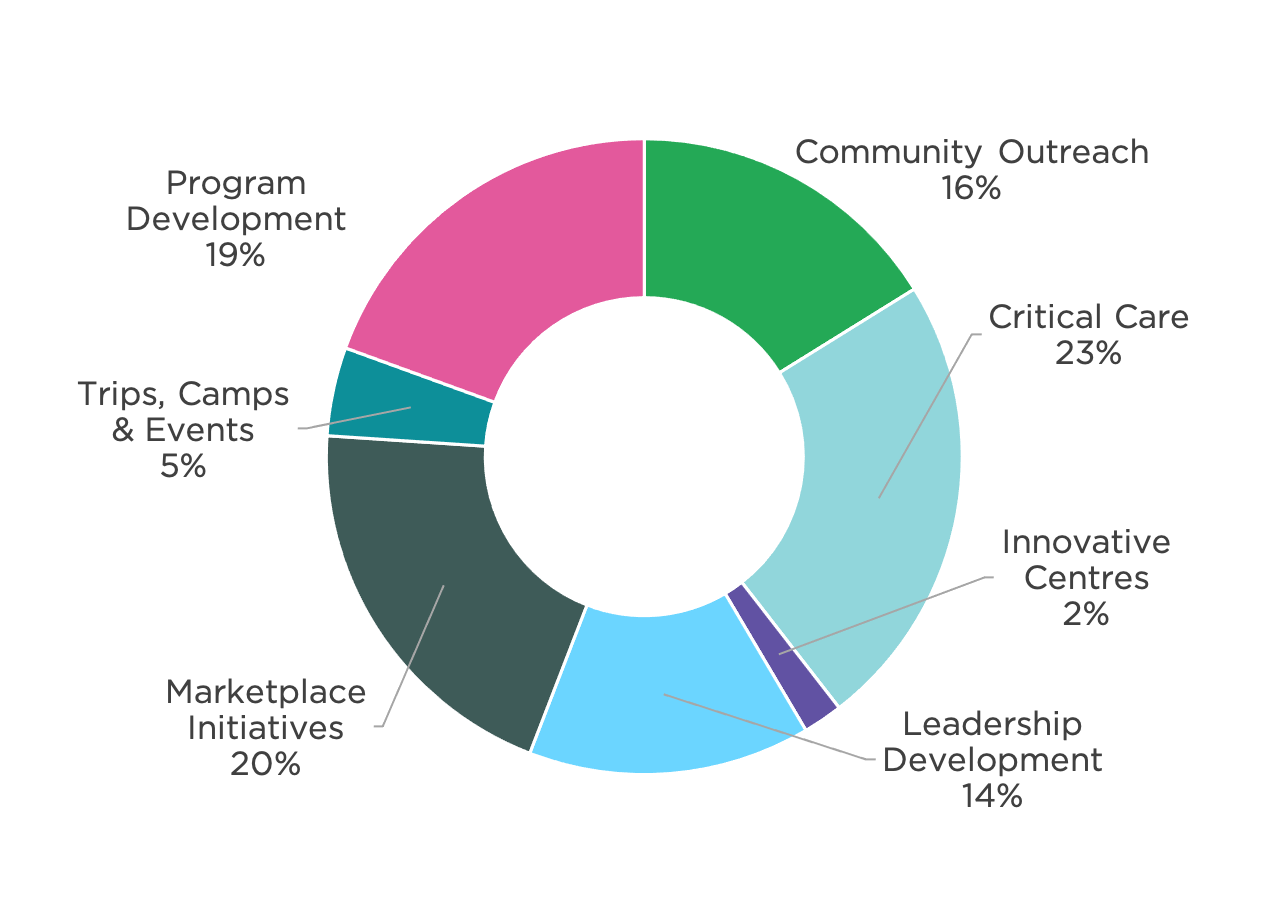 Community Outreach
16%
Critical Care
23%
Innovative
Centres
2%
Leadership
Development
14%
Marketplace
Initiatives
20%
Trips, Camps
& Events
5%
Program
Development
19%